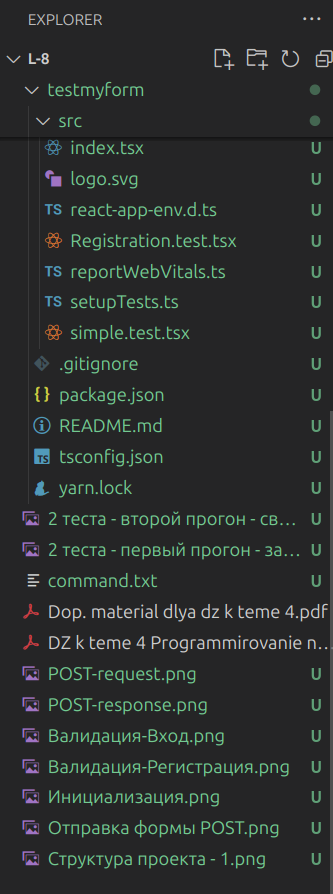 EXPLORER
L-8
testmyform
src
index.tsx U
logo.svg U
TS react-app-env.d.ts U
Registration.test.tsx U
TS reportWebVitals.ts U
TS setupTests.ts U
simple.test.tsx U
.gitignore U
{ } package.json U
README.md U
TS tsconfig.json U
yarn.lock U
2 теста - второй прогон - св... U
2 теста - первый прогон - за... U
command.txt U
Dop. material dlya dz k teme 4.pdf
DZ k teme 4 Programmirovanie n...
POST-request.png U
POST-response.png U
Валидация-Вход.png U
Валидация-Регистрация.png U
Инициализация.png U
Отправка формы POST.png U
Структура проекта - 1.png U